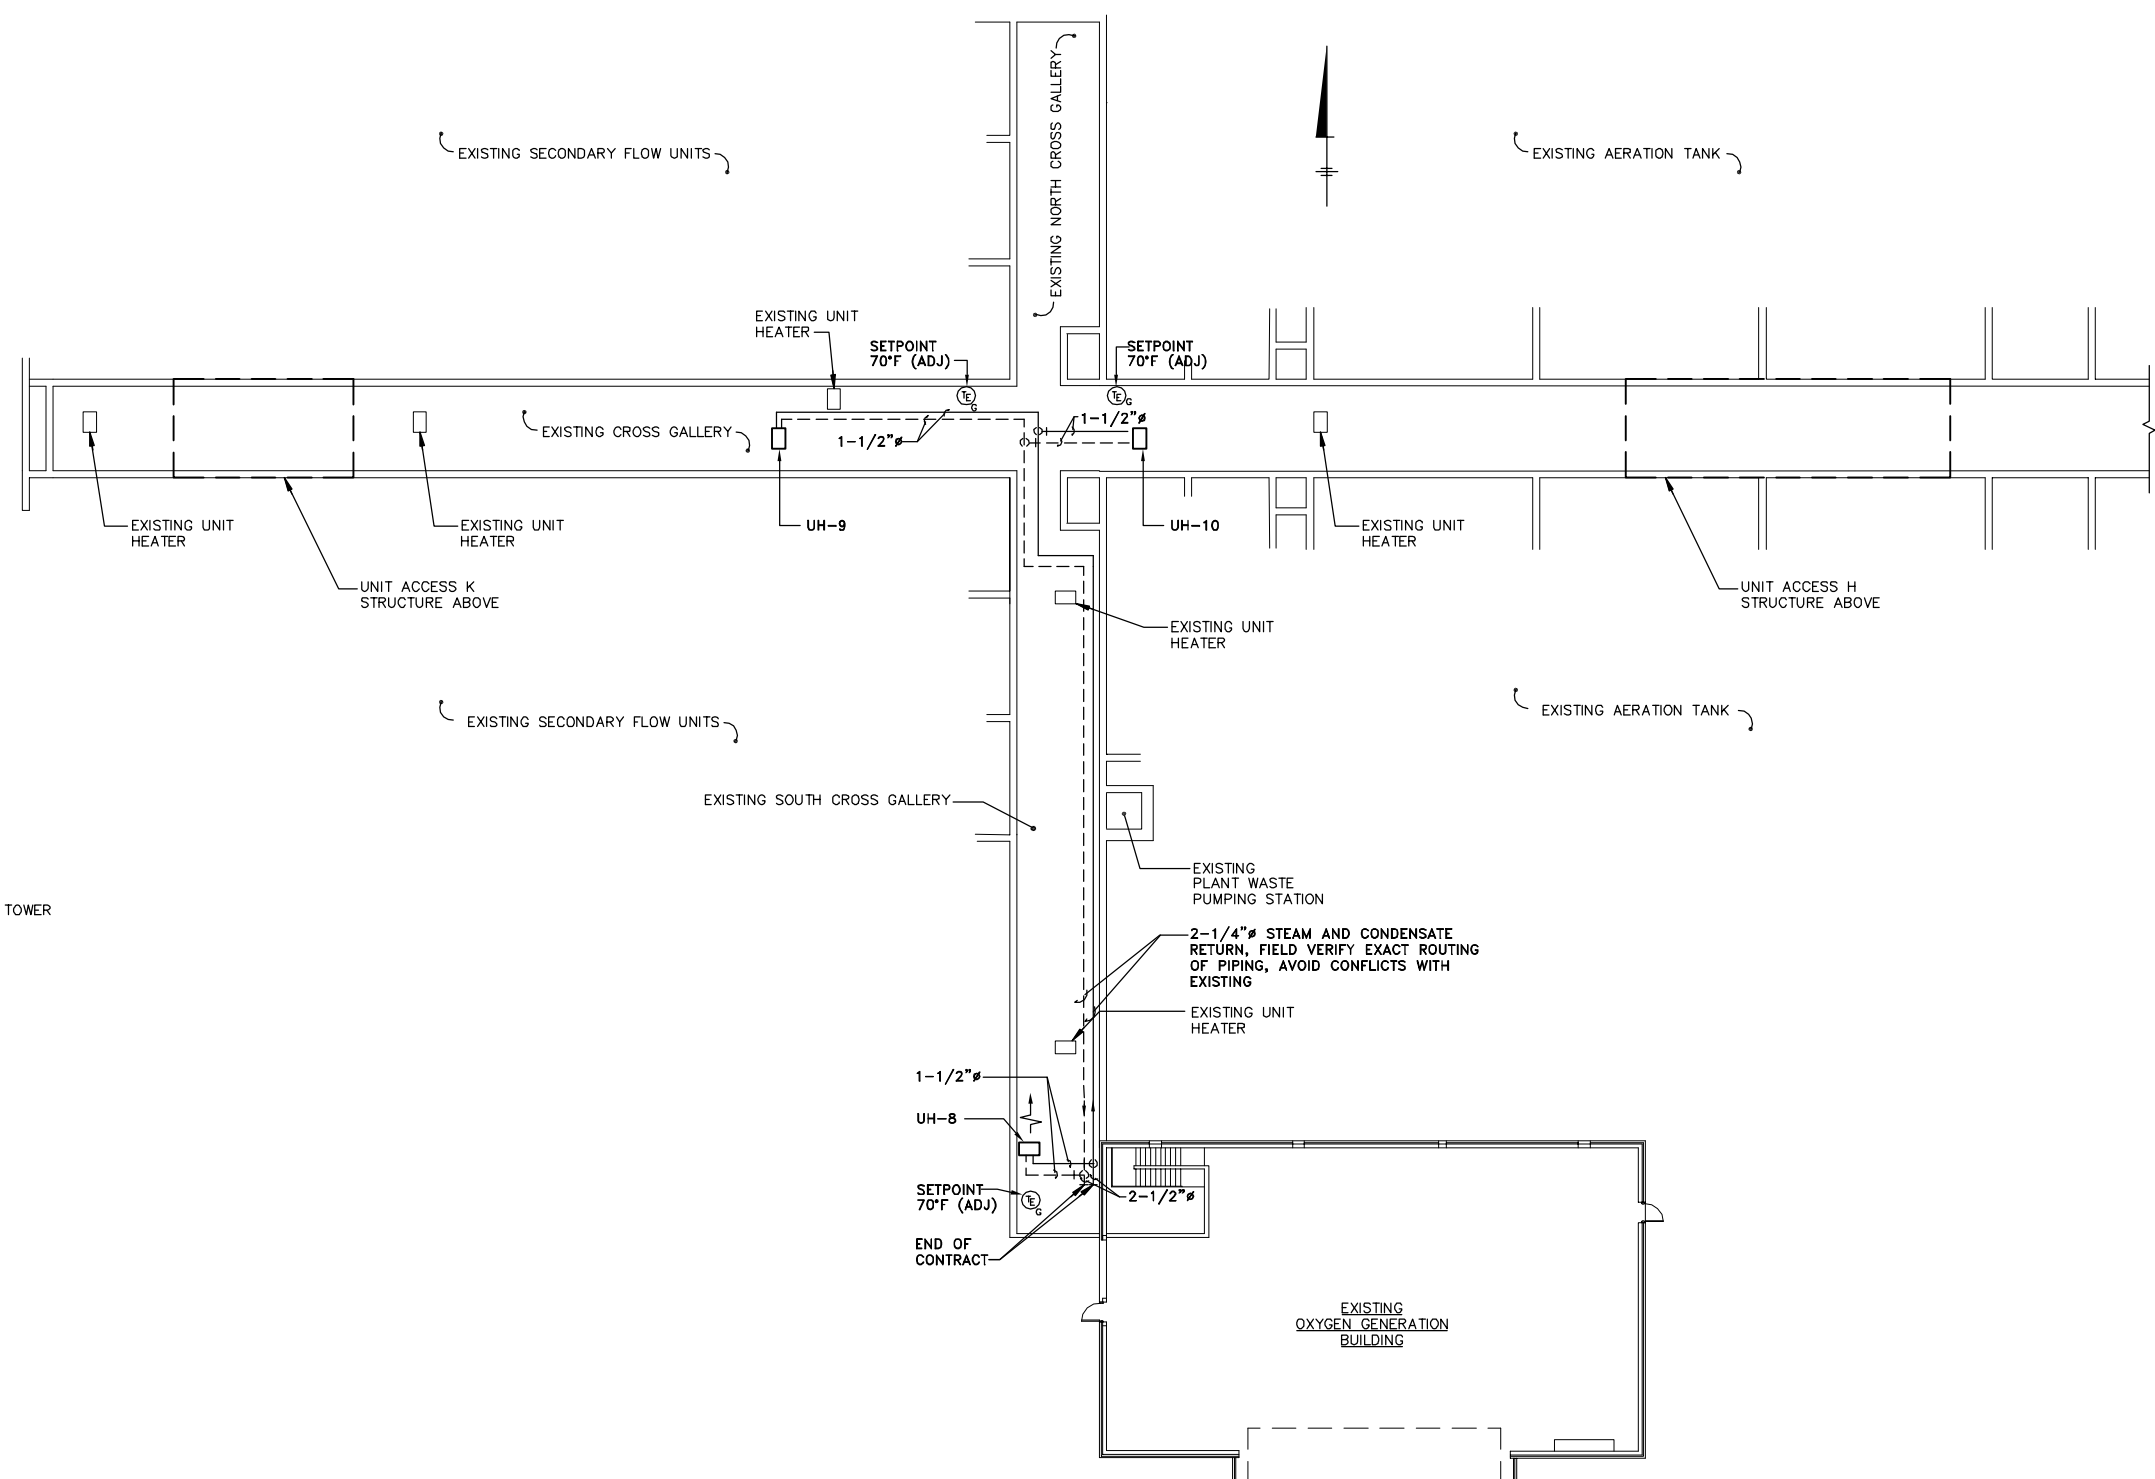 EXISTING NORTH CROSS GALLERY
EXISTING SECONDARY FLOW UNITS
EXISTING AERATION TANK
EXISTING UNIT
HEATER
SETPOINT
70°F (ADJ)
SETPOINT
70°F (ADJ)
TE
G
TE
G
1-1/2"ø
EXISTING CROSS GALLERY
1-1/2"ø
EXISTING UNIT
HEATER
EXISTING UNIT
HEATER
UH-9
UH-10
EXISTING UNIT
HEATER
UNIT ACCESS K
STRUCTURE ABOVE
UNIT ACCESS H
STRUCTURE ABOVE
EXISTING UNIT
HEATER
EXISTING SECONDARY FLOW UNITS
EXISTING AERATION TANK
EXISTING SOUTH CROSS GALLERY
EXISTING
PLANT WASTE
PUMPING STATION
TOWER
2-1/4"ø STEAM AND CONDENSATE
RETURN, FIELD VERIFY EXACT ROUTING
OF PIPING, AVOID CONFLICTS WITH
EXISTING
EXISTING UNIT
HEATER
1-1/2"ø
UH-8
SETPOINT
70°F (ADJ)
TE
G
2-1/2"ø
END OF
CONTRACT
EXISTING
OXYGEN GENERATION
BUILDING